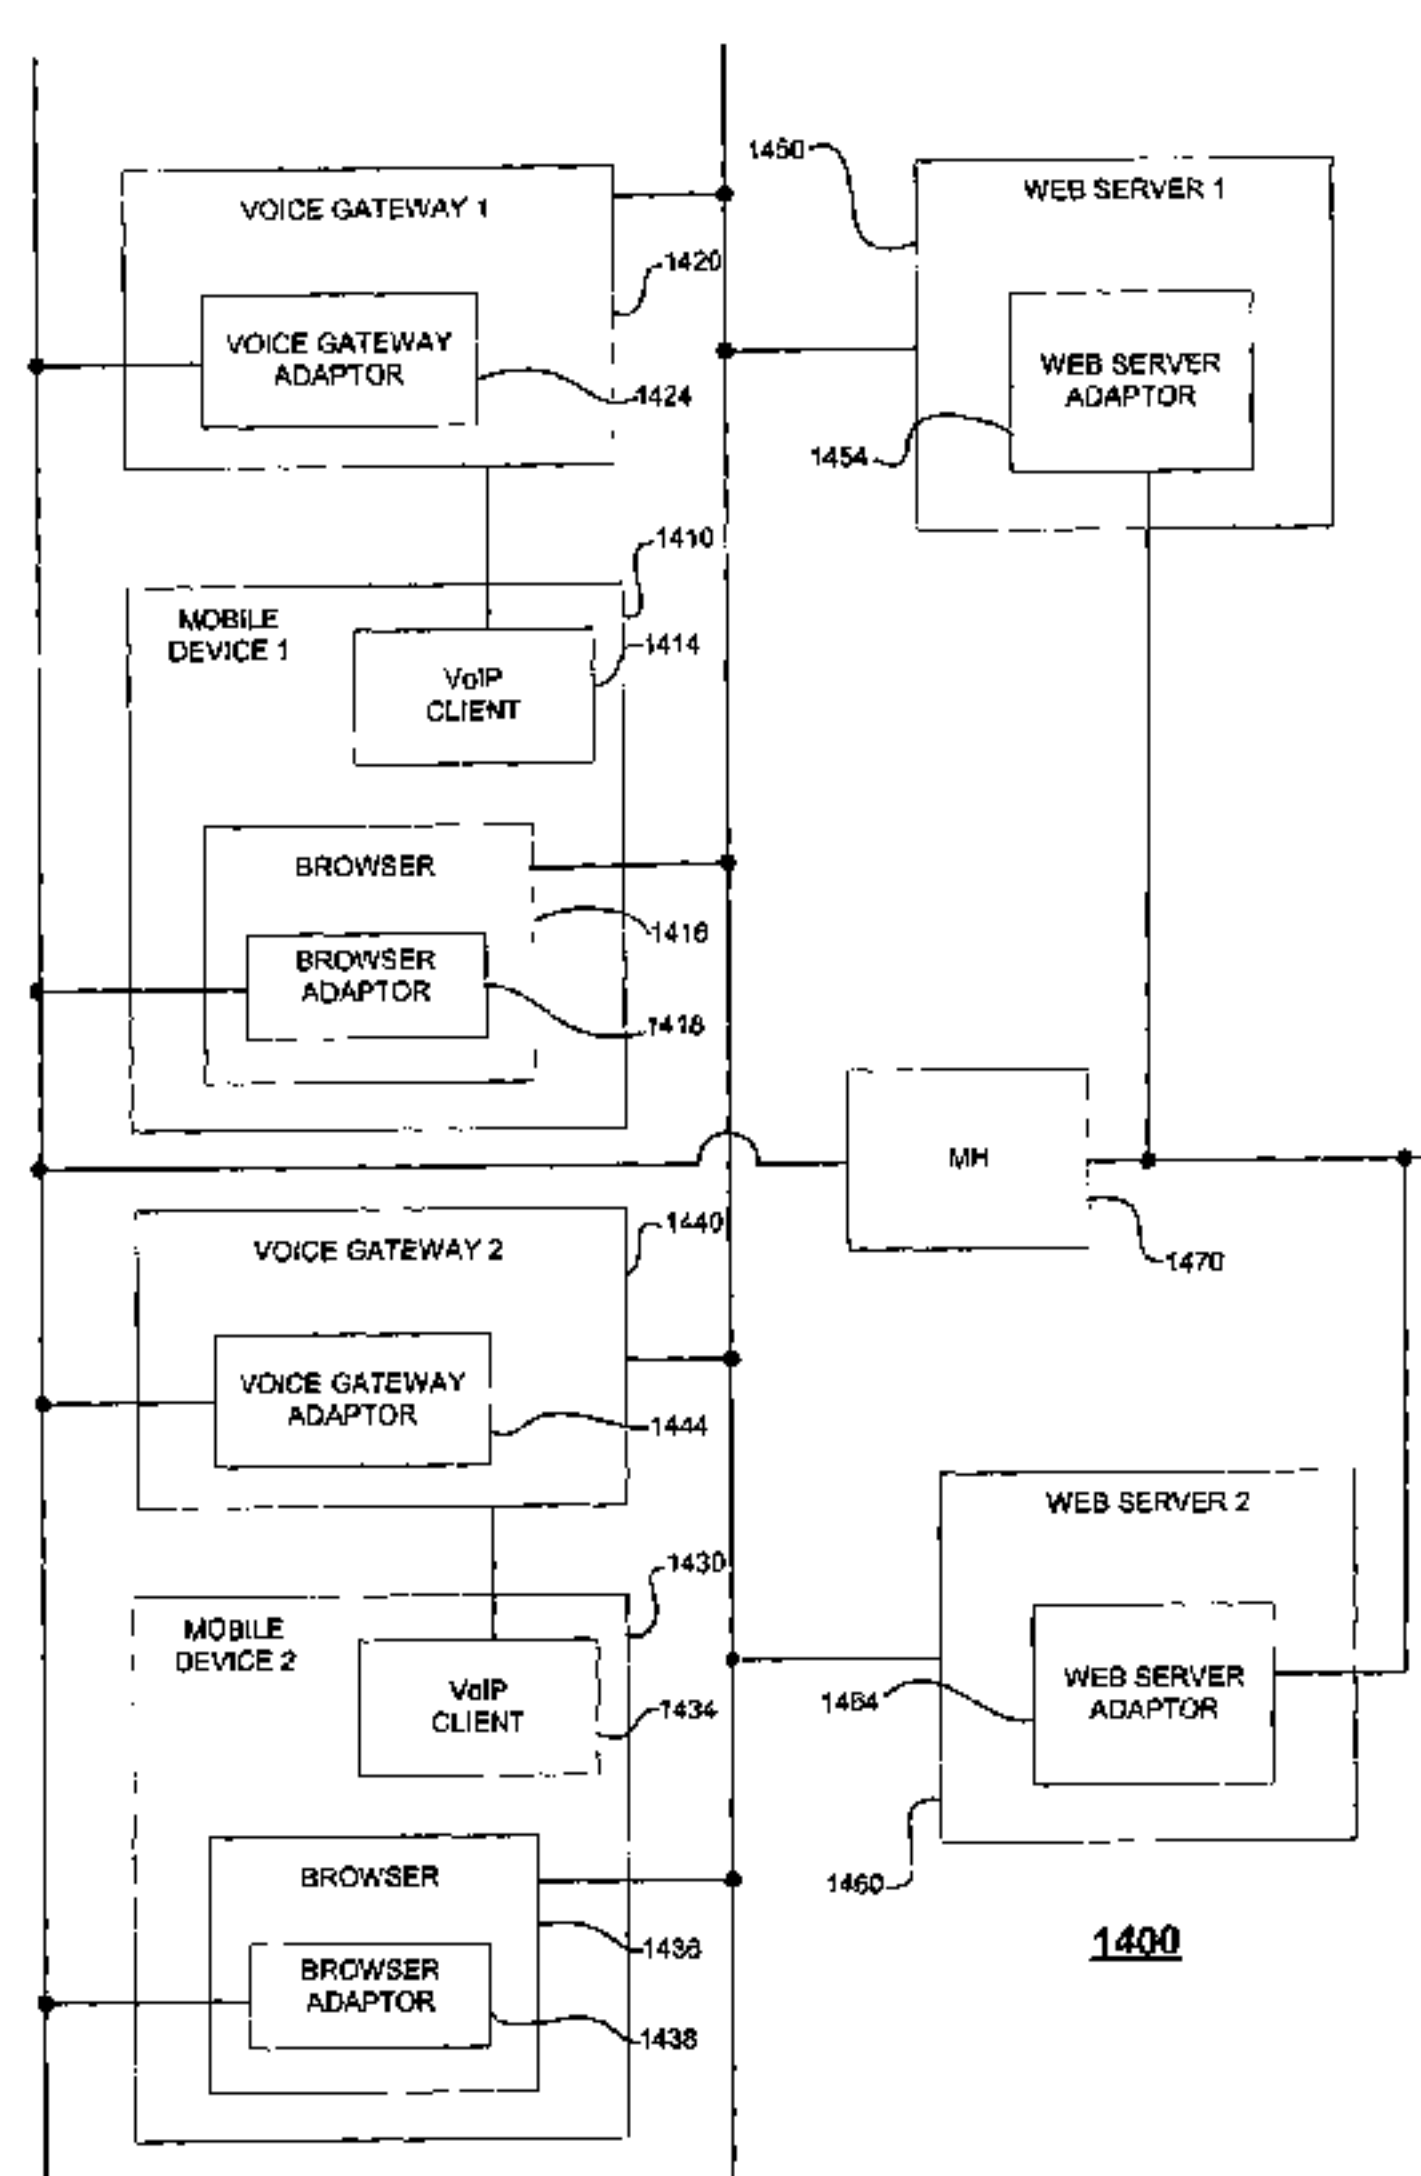 1450
WEB SERVER 1
VOICE GATEWAY 1
1420
VOICE GATEWAY
ADAPTOR
1424
WEB SERVER
ADAPTOR
1454
1410
MOBILE
DEVICE 1
1414
VoIP
CLIENT
BROWSER
1416
BROWSER
ADAPTOR
1418
MH
1470
1440
VOICE GATEWAY 2
VOICE GATEWAY
ADAPTOR
1444
WEB SERVER 2
1430
MOBILE
DEVICE 2
VoIP
CLIENT
1434
WEB SERVER
ADAPTOR
1464
1460
BROWSER
1436
BROWSER
ADAPTOR
1438
1400